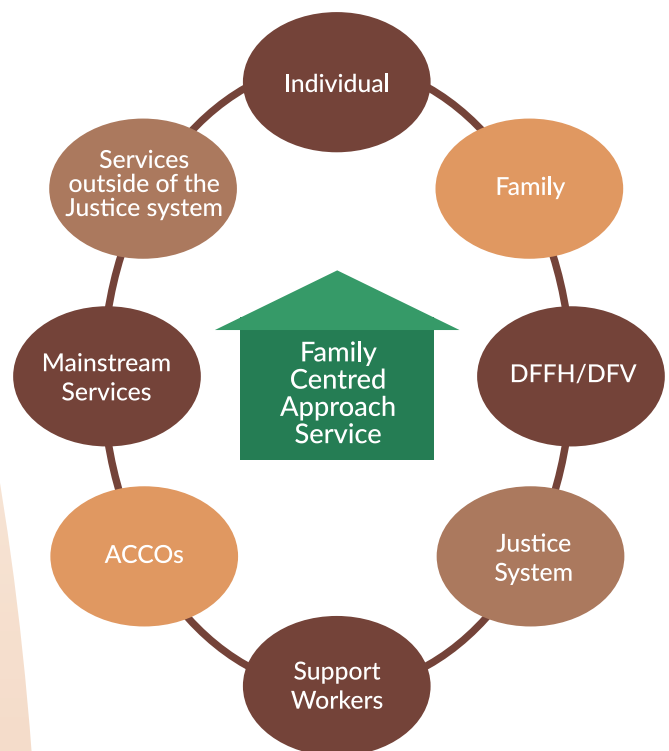 Individual
Family
DFFH/DFV
Justice
System
Support
Workers
ACCOs
Mainstream
Services
Services
outside of the
Justice system
Family
Centred
Approach
Service